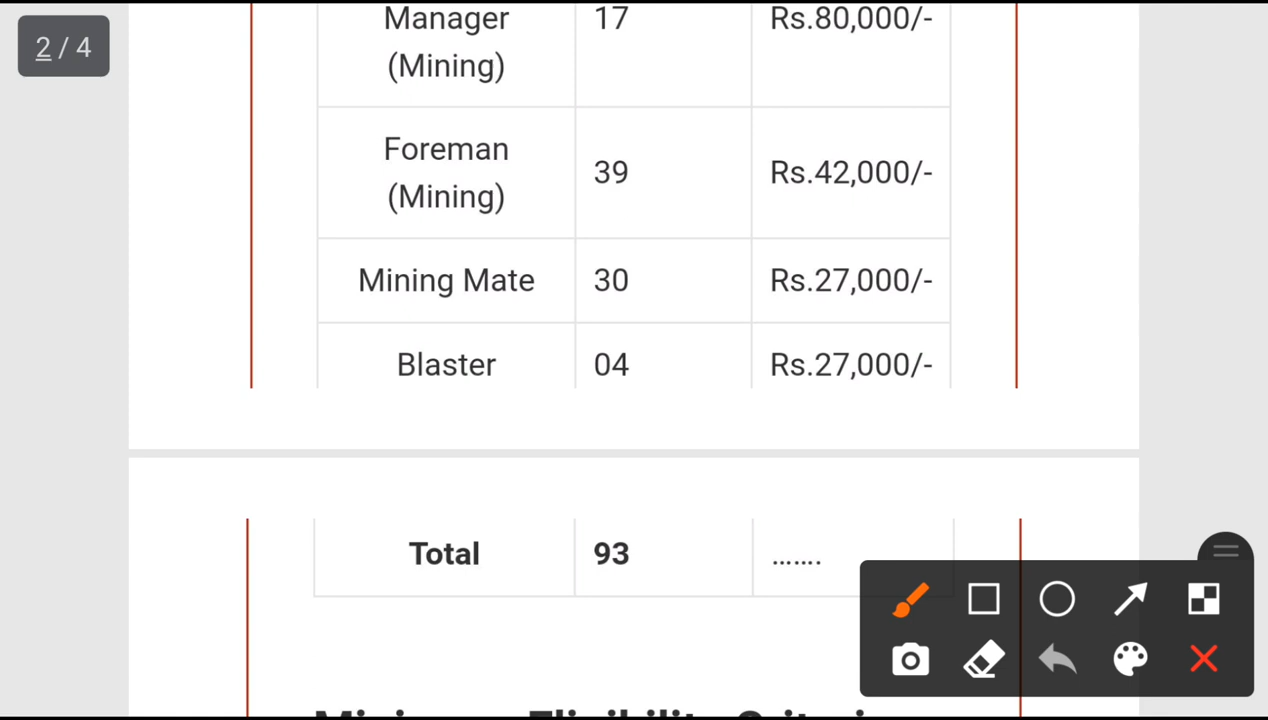 2 / 4
Manager
(Mining)
17
Rs.80,000/-
Foreman
(Mining)
39
Rs.42,000/-
Mining Mate
30
Rs.27,000/-
Blaster
04
Rs.27,000/-
Total
93
.......